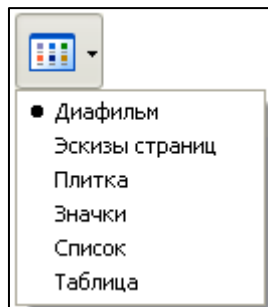 Диафильм
Эскизы страниц
Плитка
Значки
Список
Таблица